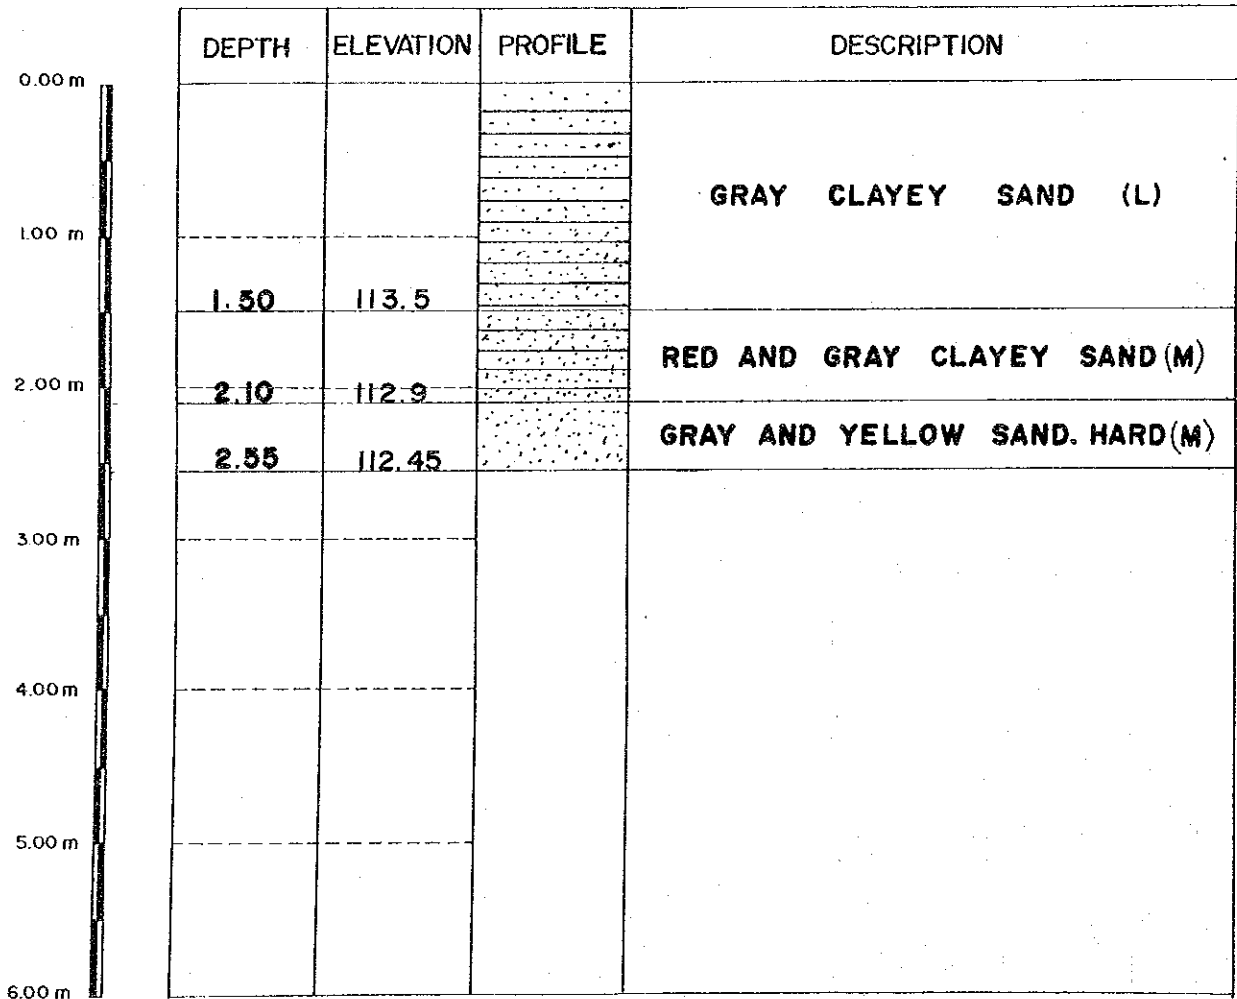 DEPTH ELEVATION PROFILE DESCRIPTION
0.00 m
GRAY CLAYEY SAND (L)
1.00 m
1.50 113.5
RED AND GRAY CLAYEY SAND (M)
2.00 m
2.10 112.9
GRAY AND YELLOW SAND. HARD (M)
2.55 112.45
3.00 m
4.00 m
5.00 m
6.00 m